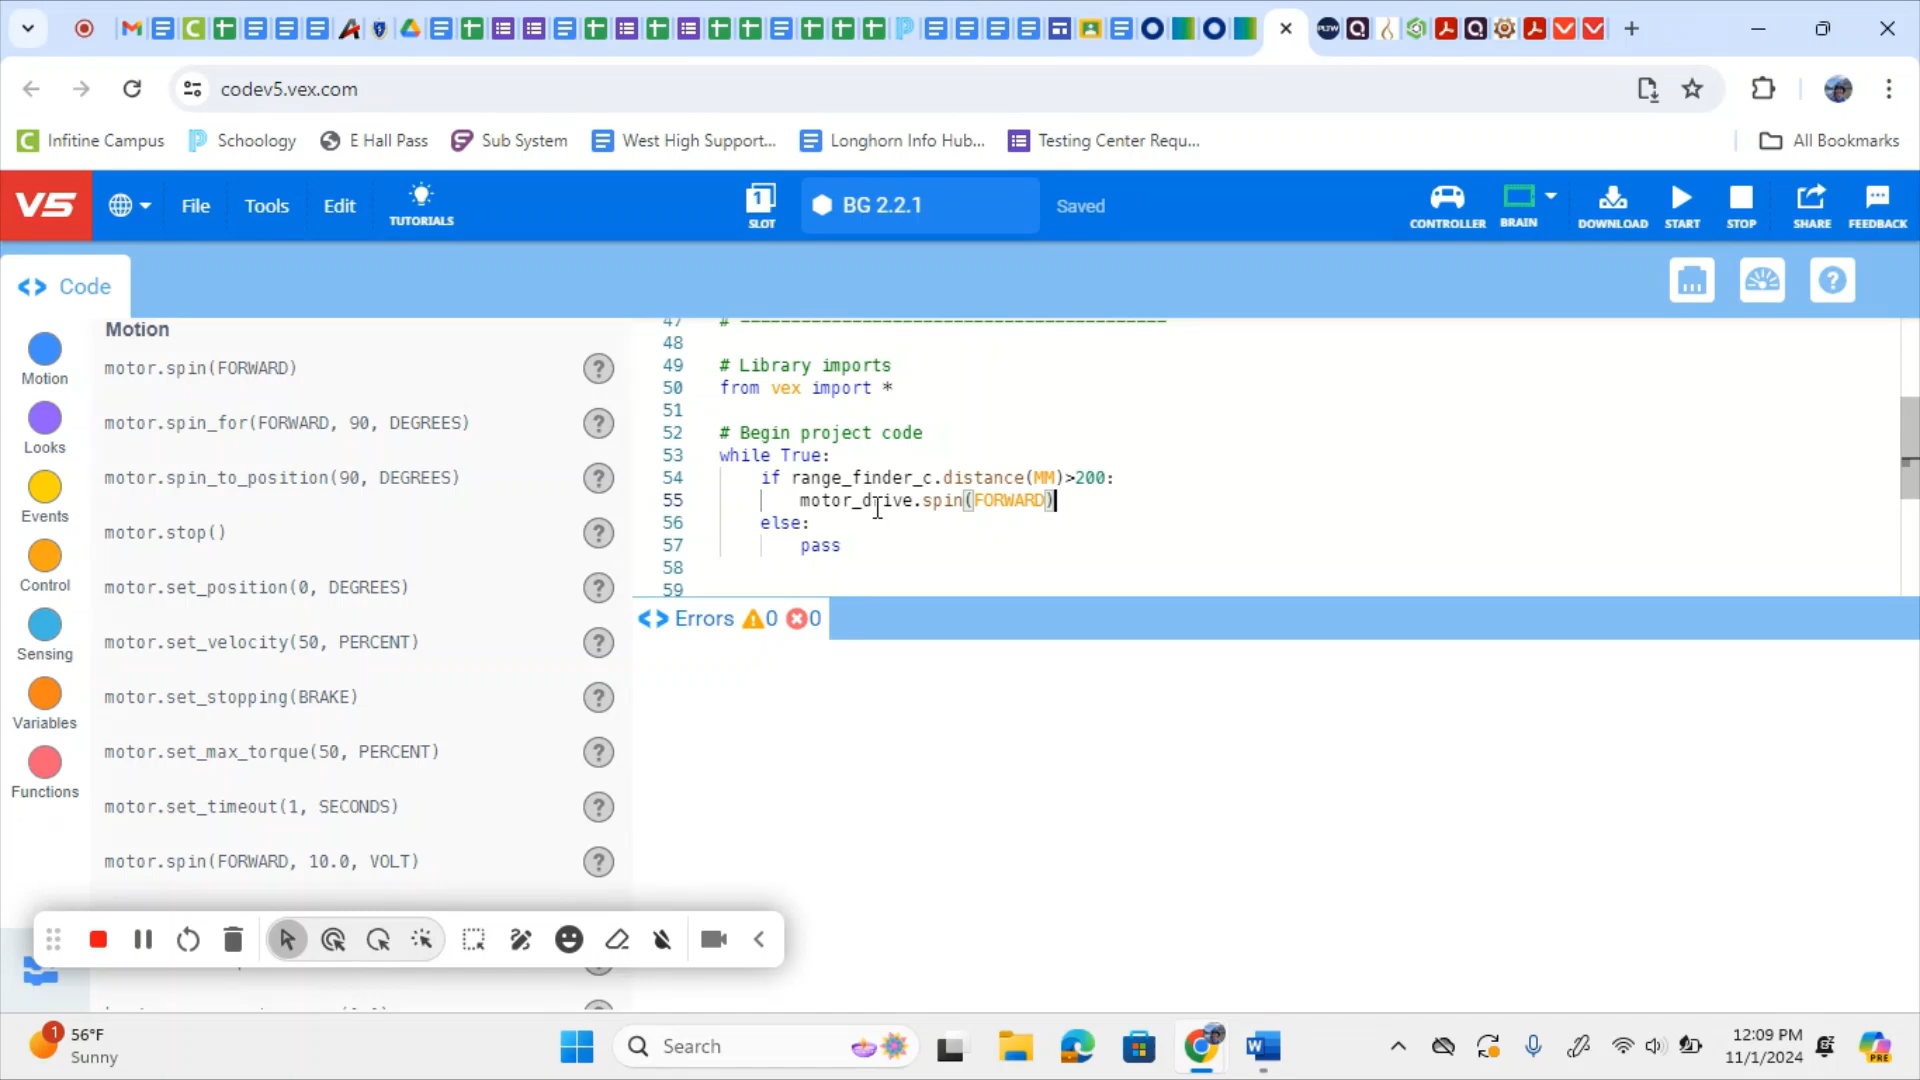 codev5.vex.com
Infitine Campus
Schoology
E Hall Pass
Sub System
West High Support...
Longhorn Info Hub...
Testing Center Requ...
All Bookmarks
V5
File
Tools
Edit
TUTORIALS
1
SLOT
BG 2.2.1
Saved
CONTROLLER
BRAIN
DOWNLOAD
START
STOP
SHARE
FEEDBACK
<> Code
Motion
Looks
Events
Control
Sensing
Variables
Functions
Motion
motor.spin(FORWARD)
motor.spin_for(FORWARD, 90, DEGREES)
motor.spin_to_position(90, DEGREES)
motor.stop()
motor.set_position(0, DEGREES)
motor.set_velocity(50, PERCENT)
motor.set_stopping(BRAKE)
motor.set_max_torque(50, PERCENT)
motor.set_timeout(1, SECONDS)
motor.spin(FORWARD, 10.0, VOLT)
47 # ------------------------------------------
48
49 # Library imports
50 from vex import *
51
52 # Begin project code
53 while True:
54 if range_finder_c.distance(MM)>200:
55 motor_drive.spin(FORWARD)
56 else:
57 pass
58
59
<> Errors 0 0
1
56°F
Sunny
Search
12:09 PM
11/1/2024
PRE